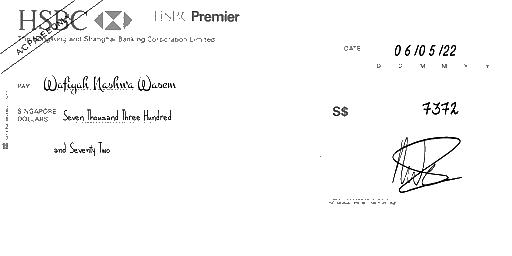 HSBC HSBC Premier
The Hongkong and Shanghai Banking Corporation Limited
A/C PAYEE ONLY
DATE 06/05/22
D D M M Y Y
PAY Wafiyah Nashwa Wasem
SINGAPORE DOLLARS Seven Thousand Three Hundred
and Seventy Two
S$ 7372